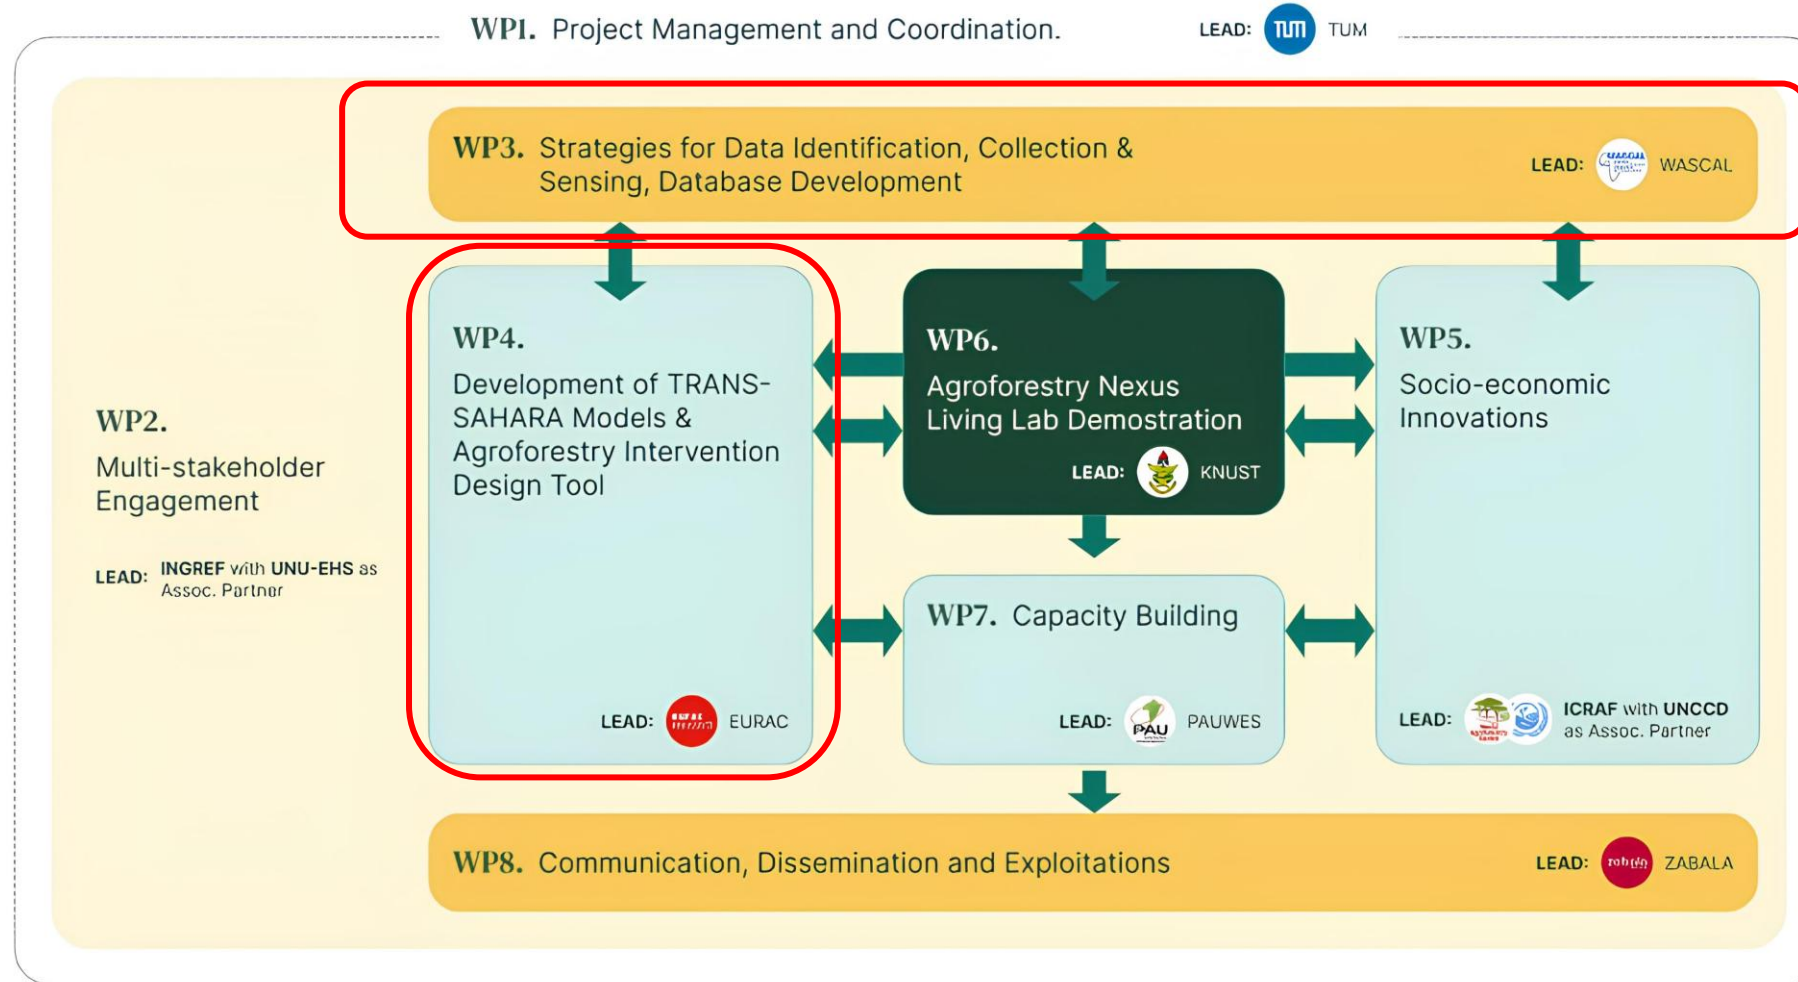 WP1. Project Management and Coordination.
LEAD: TUM TUM
WP3. Strategies for Data Identification, Collection &
Sensing, Database Development
LEAD: WASCAL
WP2.
Multi-stakeholder
Engagement
LEAD: INGREF with UNU-EHS as
Assoc. Partner
WP4.
Development of TRANS-
SAHARA Models &
Agroforestry Intervention
Design Tool
LEAD: EURAC
WP6.
Agroforestry Nexus
Living Lab Demostration
LEAD: KNUST
WP5.
Socio-economic
Innovations
LEAD: ICRAF with UNCCD
as Assoc. Partner
WP7. Capacity Building
LEAD: PAU PAUWES
WP8. Communication, Dissemination and Exploitations
LEAD: ZABALA